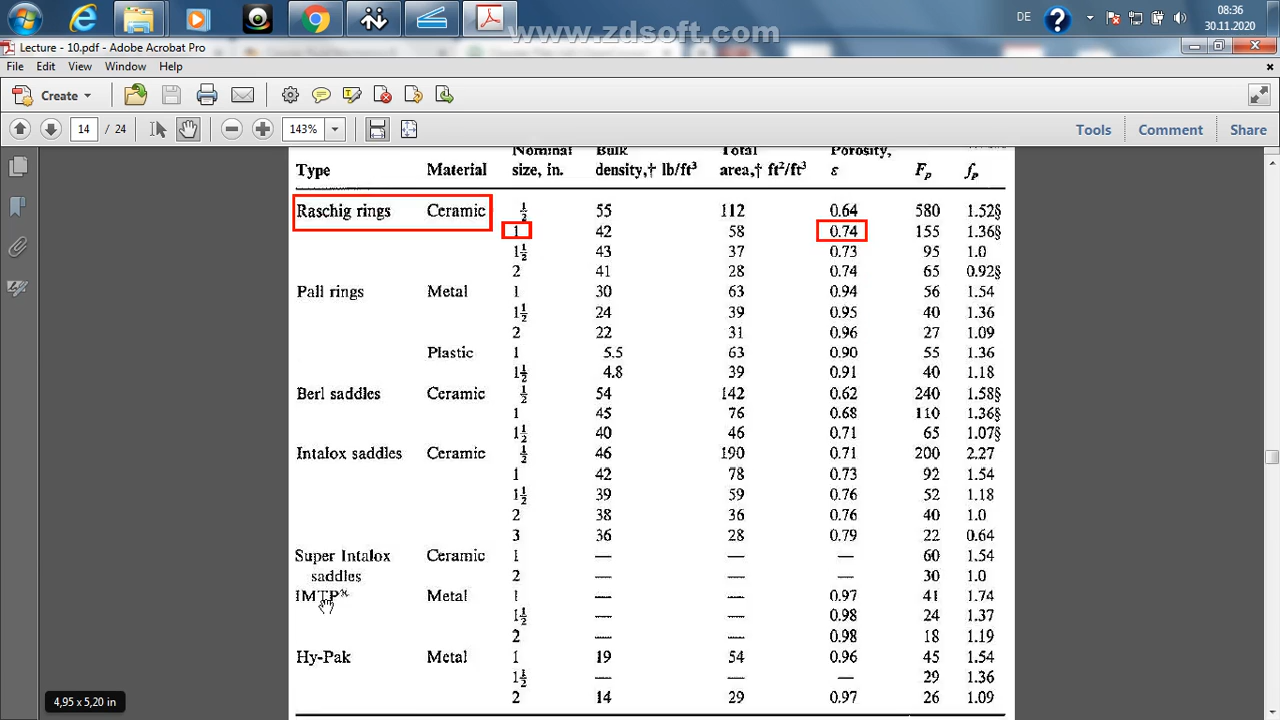 DE
08:36
30.11.2020
www.zdsoft.com
Lecture - 10.pdf - Adobe Acrobat Pro
File Edit View Window Help
Create
14 / 24
143%
Tools Comment Share
Nominal Bulk Total Porosity,
Type Material size, in. density,† lb/ft³ area,† ft²/ft³ ε Fp fp
Raschig rings Ceramic ½ 55 112 0.64 580 1.52§
1 42 58 0.74 155 1.36§
1½ 43 37 0.73 95 1.0
2 41 28 0.74 65 0.92§
Pall rings Metal 1 30 63 0.94 56 1.54
1½ 24 39 0.95 40 1.36
2 22 31 0.96 27 1.09
Plastic 1 5.5 63 0.90 55 1.36
1½ 4.8 39 0.91 40 1.18
Berl saddles Ceramic ½ 54 142 0.62 240 1.58§
1 45 76 0.68 110 1.36§
1½ 40 46 0.71 65 1.07§
Intalox saddles Ceramic ½ 46 190 0.71 200 2.27
1 42 78 0.73 92 1.54
1½ 39 59 0.76 52 1.18
2 38 36 0.76 40 1.0
3 36 28 0.79 22 0.64
Super Intalox Ceramic 1 — — — 60 1.54
saddles 2 — — — 30 1.0
IMTP* Metal 1 — — 0.97 41 1.74
1½ — — 0.98 24 1.37
2 — — 0.98 18 1.19
Hy-Pak Metal 1 19 54 0.96 45 1.54
1½ — — — 29 1.36
2 14 29 0.97 26 1.09
4,95 x 5,20 in